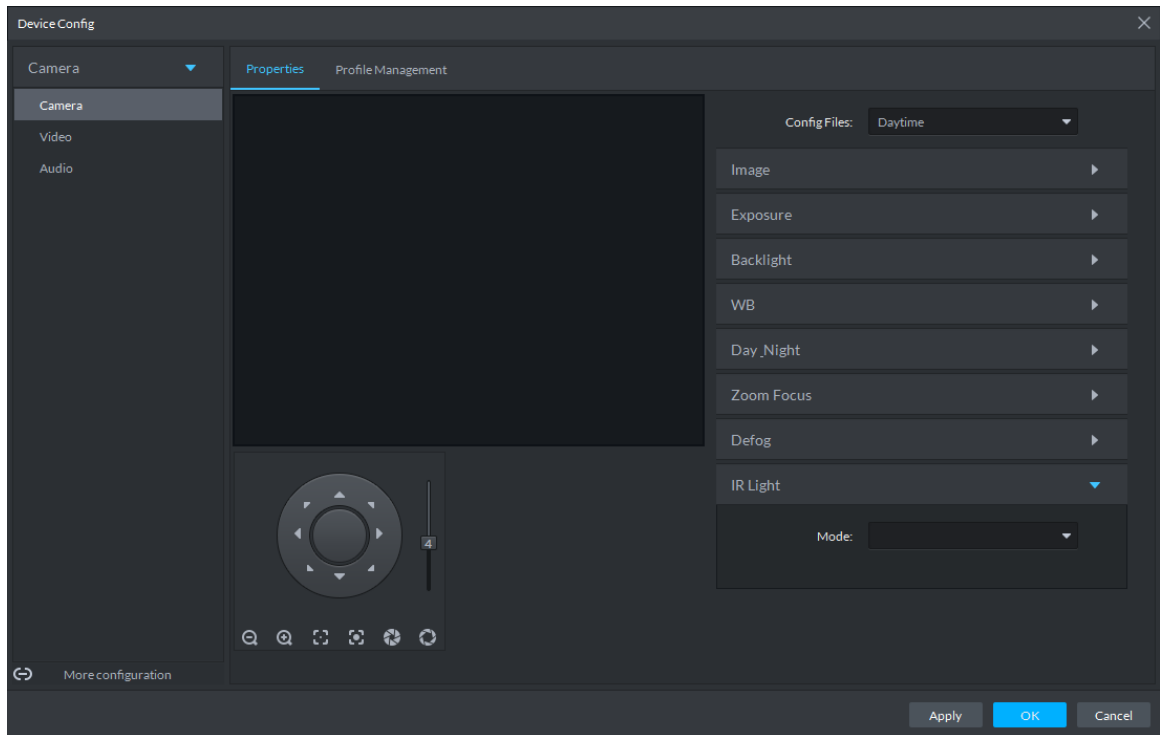 Device Config
Camera
Camera
Video
Audio
More configuration
Properties
Profile Management
4
Config Files: Daytime
Image
Exposure
Backlight
WB
Day_Night
Zoom Focus
Defog
IR Light
Mode:
Apply
OK
Cancel